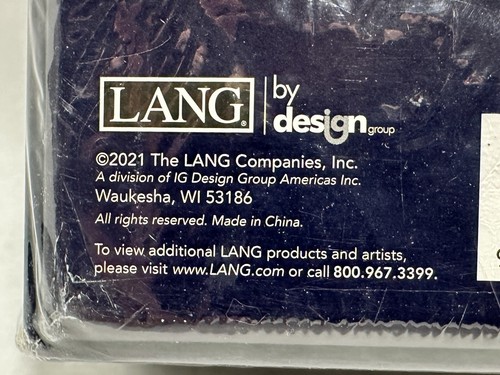 LANG® by
design group
©2021 The LANG Companies, Inc.
A division of IG Design Group Americas Inc.
Waukesha, WI 53186
All rights reserved. Made in China.
To view additional LANG products and artists,
please visit www.LANG.com or call 800.967.3399.